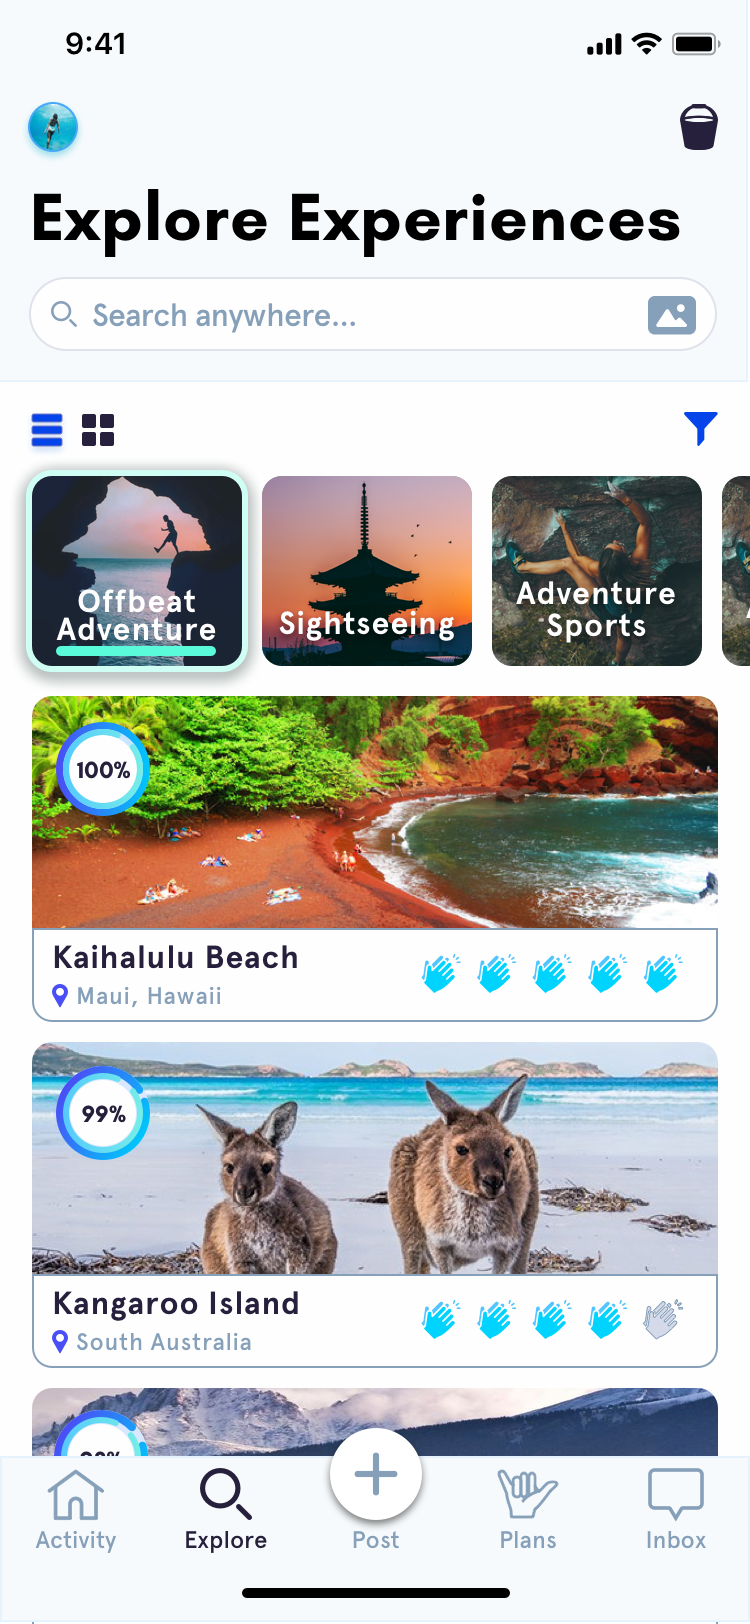 9:41
Explore Experiences
Search anywhere...
Offbeat
Adventure
Sightseeing
Adventure
Sports
100%
Kaihalulu Beach
Maui, Hawaii
99%
Kangaroo Island
South Australia
Activity
Explore
Post
Plans
Inbox